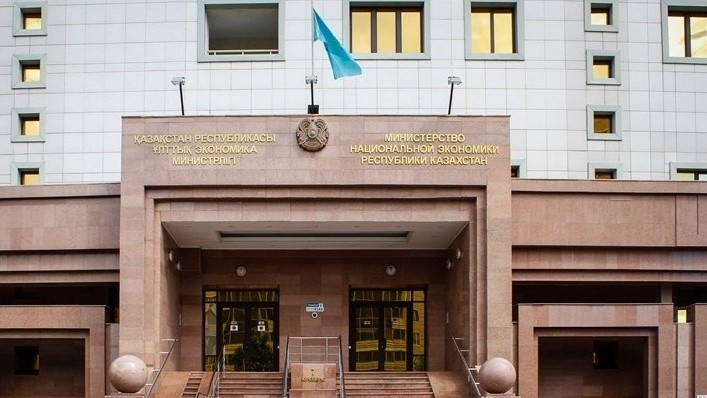 ҚАЗАҚСТАН РЕСПУБЛИКАСЫ
ҰЛТТЫҚ ЭКОНОМИКА
МИНИСТРЛІГІ
МИНИСТЕРСТВО
НАЦИОНАЛЬНОЙ ЭКОНОМИКИ
РЕСПУБЛИКИ КАЗАХСТАН